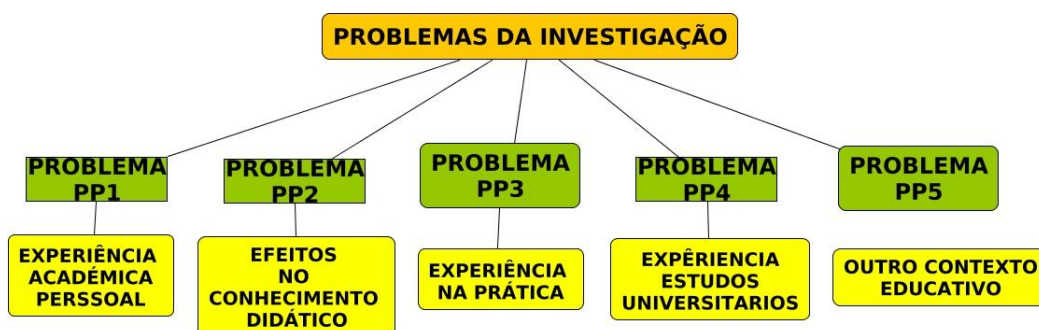 PROBLEMAS DA INVESTIGAÇÃO
PROBLEMA
PP1
PROBLEMA
PP2
PROBLEMA
PP3
PROBLEMA
PP4
PROBLEMA
PP5
EXPERIÊNCIA
ACADÉMICA
PERSSOAL
EFEITOS
NO
CONHECIMENTO
DIDÁTICO
EXPERIÊNCIA
NA PRÁTICA
EXPÊRIENCIA
ESTUDOS
UNIVERSITARIOS
OUTRO CONTEXTO
EDUCATIVO